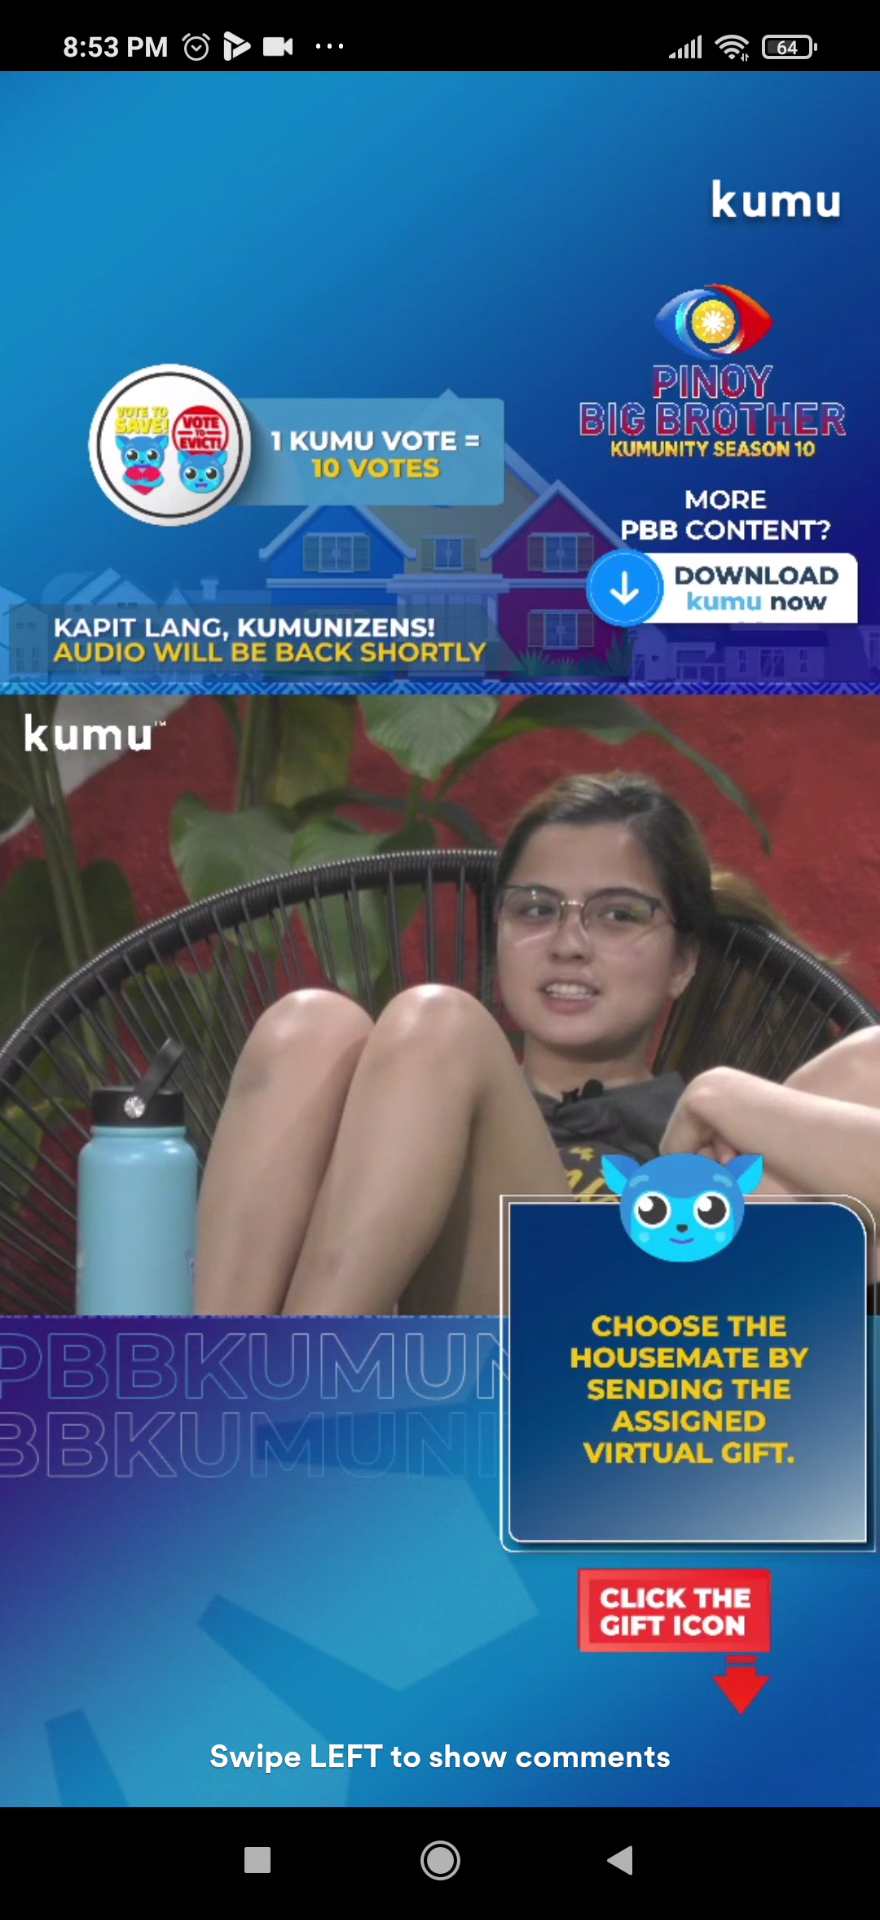 8:53 PM
64
kumu
PINOY
BIG BROTHER
KUMUNITY SEASON 10
VOTE TO
SAVE!
VOTE
TO
EVICT!
1 KUMU VOTE =
10 VOTES
MORE
PBB CONTENT?
DOWNLOAD
kumu now
KAPIT LANG, KUMUNIZENS!
AUDIO WILL BE BACK SHORTLY
kumu™
PBBKUMUN
BBKUMUNI
CHOOSE THE
HOUSEMATE BY
SENDING THE
ASSIGNED
VIRTUAL GIFT.
CLICK THE
GIFT ICON
Swipe LEFT to show comments